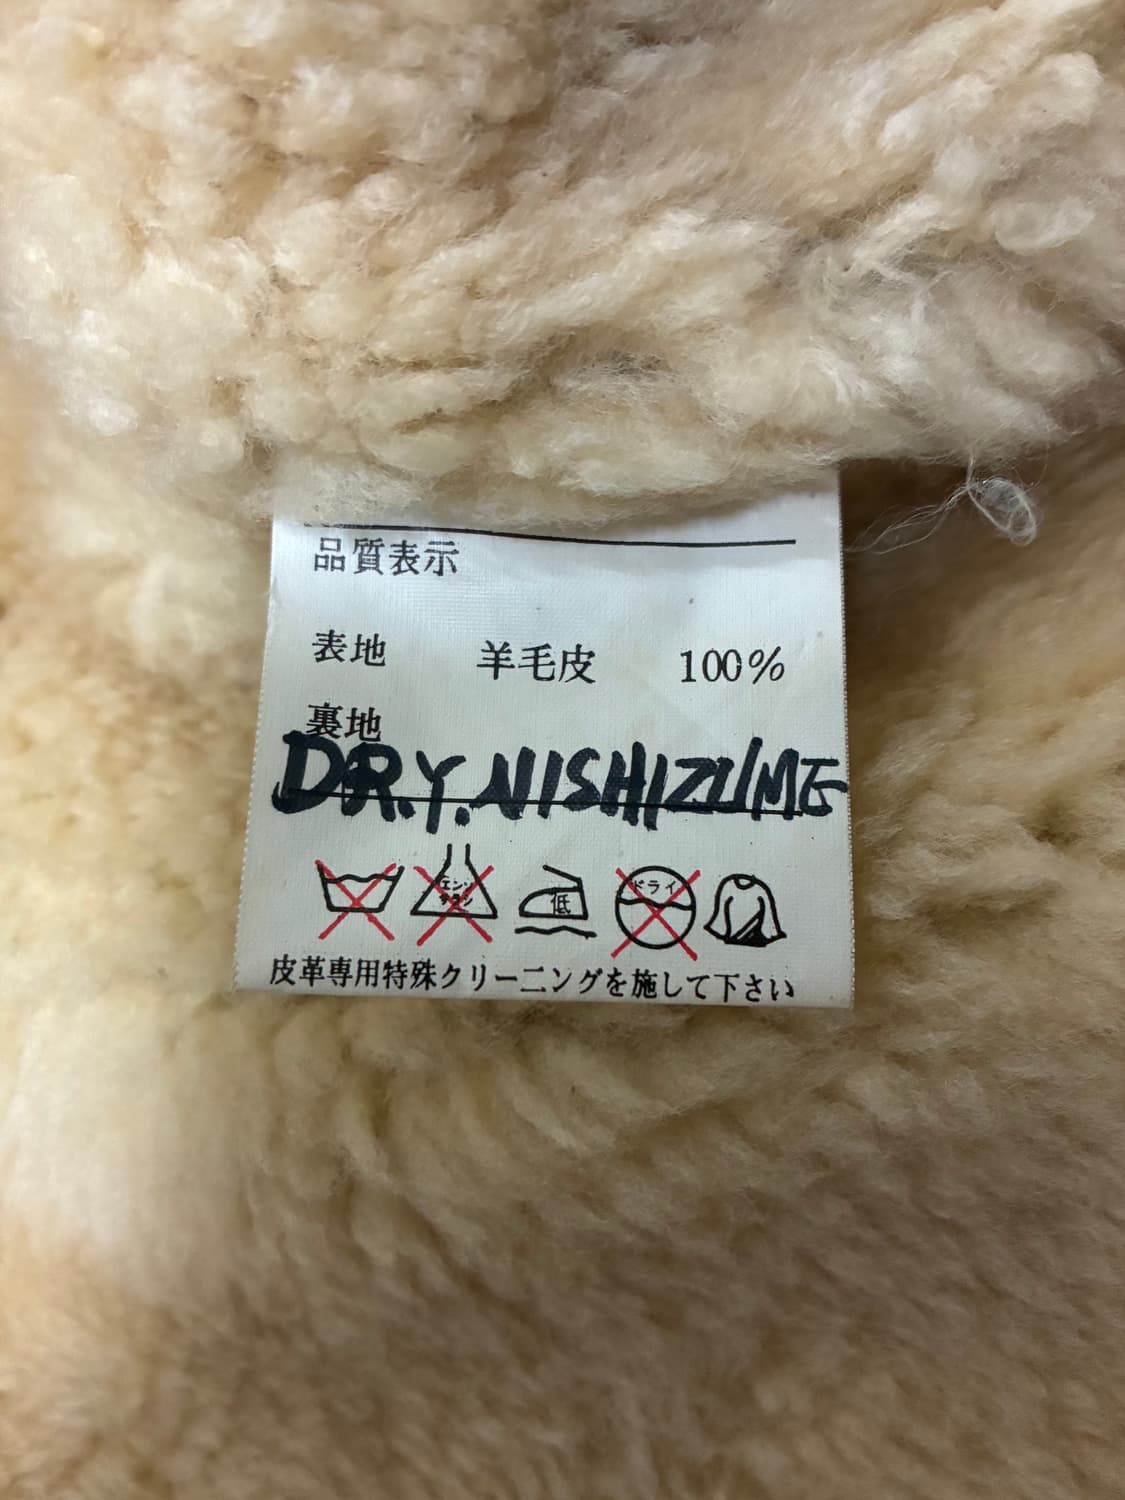 品質表示
表地 羊毛皮 100%
裏地
DR.Y.NISHIZUME
エンソ サラシ 低 ドライ
皮革専用特殊クリーニングを施して下さい